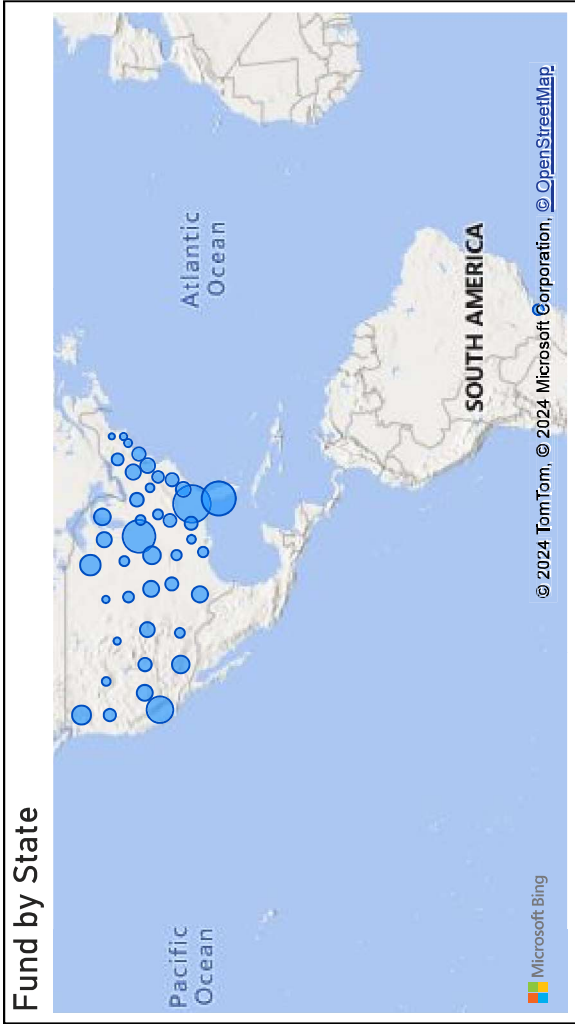 Fund by State
Atlantic
Ocean
Pacific
Ocean
SOUTH AMERICA
Microsoft Bing
© 2024 TomTom, © 2024 Microsoft Corporation, © OpenStreetMap